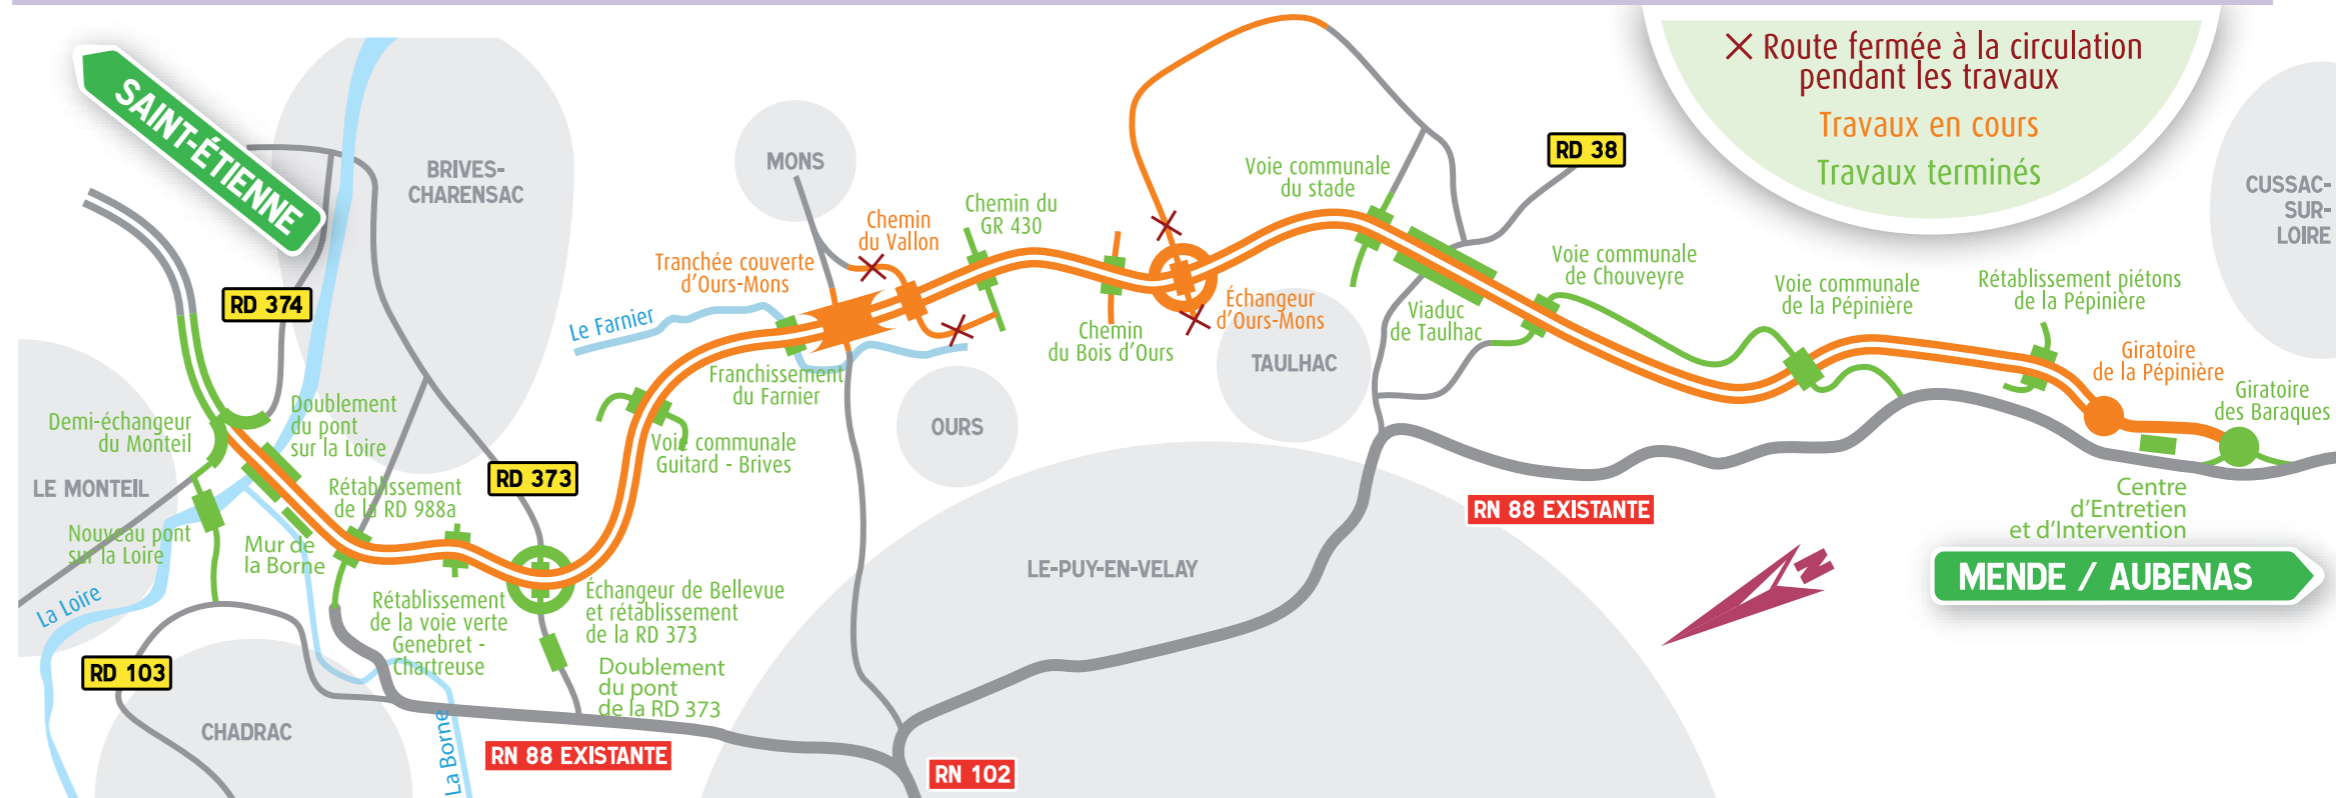 × Route fermée à la circulation
pendant les travaux
Travaux en cours
Travaux terminés
SAINT-ÉTIENNE
BRIVES-
CHARENSAC
MONS
RD 38
CUSSAC-
SUR-
LOIRE
Voie communale
du stade
Chemin du
GR 430
Chemin
du Vallon
Tranchée couverte
d'Ours-Mons
Le Farnier
RD 374
Échangeur
d'Ours-Mons
Chemin
du Bois d'Ours
Viaduc
de Taulhac
Voie communale
de Chouveyre
Voie communale
de la Pépinière
Rétablissement piétons
de la Pépinière
Giratoire
de la Pépinière
Giratoire
des Baraques
TAULHAC
Franchissement
du Farnier
OURS
Voie communale
Guitard - Brives
Demi-échangeur
du Monteil
Doublement
du pont
sur la Loire
LE MONTEIL
RD 373
Rétablissement
de la RD 988a
Nouveau pont
sur la Loire
Mur de
la Borne
RN 88 EXISTANTE
Centre
d'Entretien
et d'Intervention
MENDE / AUBENAS
N
LE-PUY-EN-VELAY
La Loire
Rétablissement
de la voie verte
Genebret -
Chartreuse
Échangeur de Bellevue
et rétablissement
de la RD 373
Doublement
du pont
de la RD 373
RD 103
CHADRAC
La Borne
RN 88 EXISTANTE
RN 102